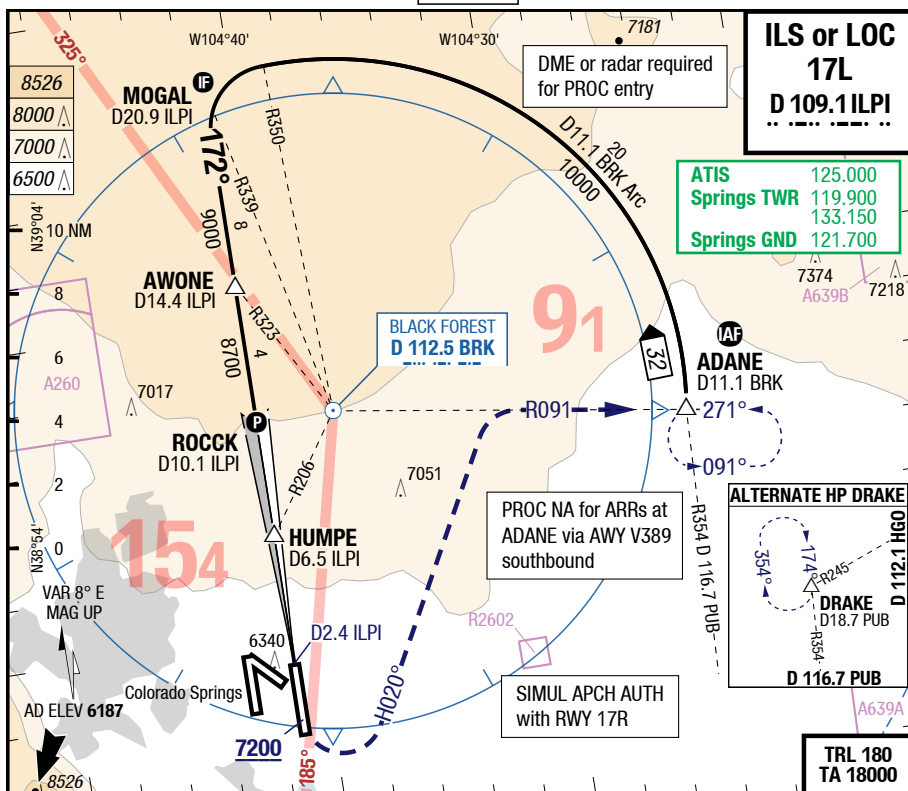 ILS or LOC
17L
D 109.1 ILPI
DME or radar required
for PROC entry
7181
W104°40'
W104°30'
325°
8526
8000
7000
6500
IF
MOGAL
D20.9 ILPI
R350
R339
172°
D11.1 BRK Arc
20
10000
ATIS 125.000
Springs TWR 119.900
133.150
Springs GND 121.700
7374
7218
A639B
N39°04'
10 NM
8
6
4
2
0
N38°54'
9000
8
AWONE
D14.4 ILPI
R323
8700
4
BLACK FOREST
D 112.5 BRK
91
32
IAF
ADANE
D11.1 BRK
A260
7017
P
ROCCK
D10.1 ILPI
R206
R091
271°
091°
7051
HUMPE
D6.5 ILPI
154
PROC NA for ARRs at
ADANE via AWY V389
southbound
R354 D 116.7 PUB
ALTERNATE HP DRAKE
354°
174°
R245
D 112.1 HGO
DRAKE
D18.7 PUB
R354
D 116.7 PUB
VAR 8° E
MAG UP
D2.4 ILPI
6340
R2602
H020°
Colorado Springs
AD ELEV 6187
7200
185°
SIMUL APCH AUTH
with RWY 17R
A639A
8526
TRL 180
TA 18000